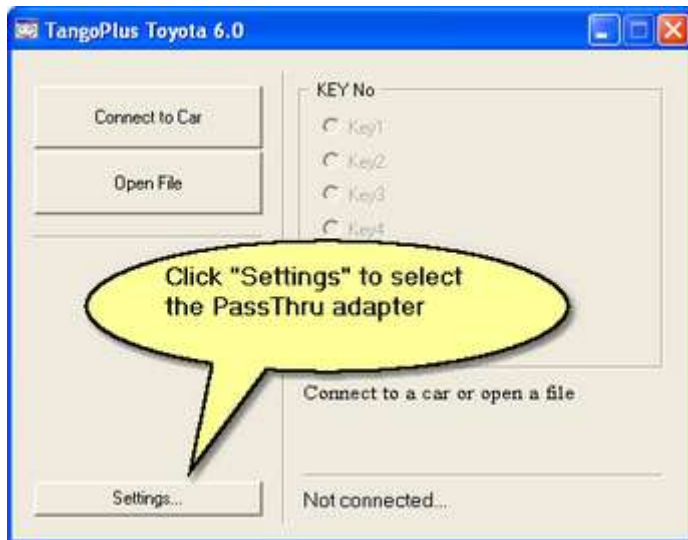 TangoPlus Toyota 6.0
Connect to Car
Open File
KEY No
Key1
Key2
Key3
Key4
Click "Settings" to select
the PassThru adapter
Connect to a car or open a file
Settings...
Not connected...